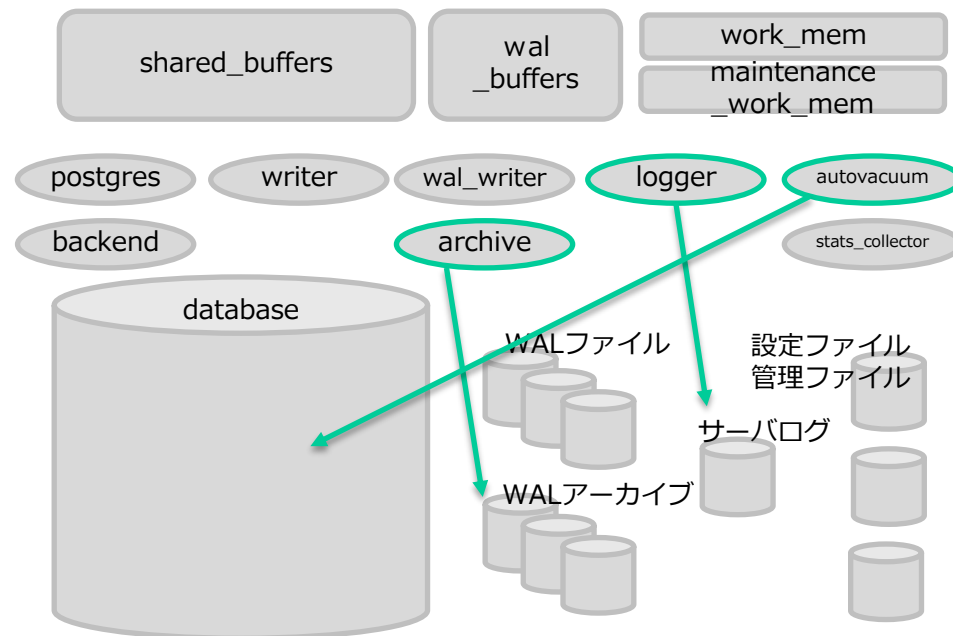 shared_buffers
wal
_buffers
work_mem
maintenance
_work_mem
postgres
writer
wal_writer
logger
autovacuum
backend
archive
stats_collector
database
WALファイル
設定ファイル
管理ファイル
サーバログ
WALアーカイブ